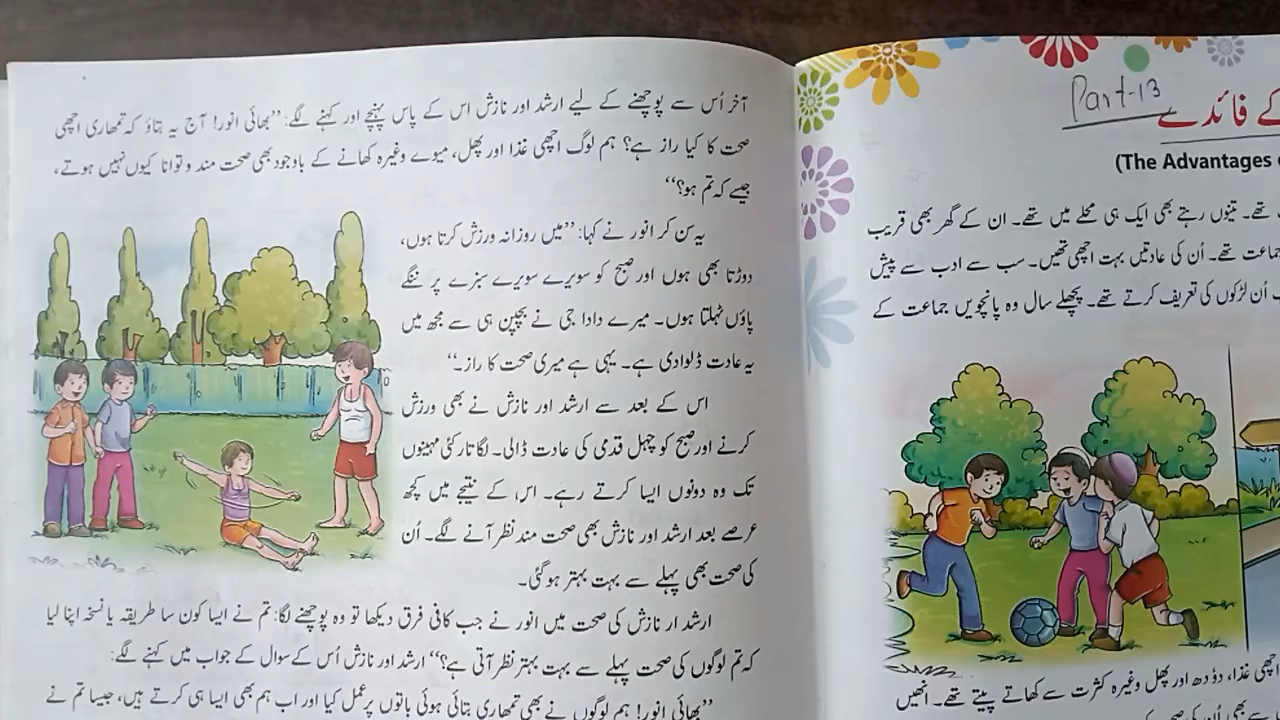 Part-13
کے فائدے
(The Advantages
تھے۔ تینوں رہتے بھی ایک ہی محلے میں تھے۔ ان کے گھر بھی قریب
جماعت تھے۔ اُن کی عادتیں بہت اچھی تھیں۔ سب سے ادب سے پیش
اُن لڑکوں کی تعریف کرتے تھے۔ پچھلے سال وہ پانچویں جماعت کے
اچھی غذا، دودھ اور پھل وغیرہ کثرت سے کھاتے پیتے تھے۔ انھیں
آخر اُس سے پوچھنے کے لیے ارشد اور نازش اس کے پاس پہنچے اور کہنے لگے: ”بھائی انور! آج یہ بتاؤ کہ تمھاری اچھی
صحت کا کیا راز ہے؟ ہم لوگ اچھی غذا اور پھل، میوے وغیرہ کھانے کے باوجود بھی صحت مند و توانا کیوں نہیں ہوتے،
جیسے کہ تم ہو؟“
یہ سن کر انور نے کہا: ”میں روزانہ ورزش کرتا ہوں،
دوڑتا بھی ہوں اور صبح کو سویرے سویرے سبزے پر ننگے
پاؤں ٹہلتا ہوں۔ میرے دادا جی نے بچپن ہی سے مجھ میں
یہ عادت ڈلوادی ہے۔ یہی ہے میری صحت کا راز۔“
اس کے بعد سے ارشد اور نازش نے بھی ورزش
کرنے اور صبح کو چہل قدمی کی عادت ڈالی۔ لگاتار کئی مہینوں
تک وہ دونوں ایسا کرتے رہے۔ اس کے نتیجے میں کچھ
عرصے بعد ارشد اور نازش بھی صحت مند نظر آنے لگے۔ اُن
کی صحت بھی پہلے سے بہت بہتر ہو گئی۔
ارشد ار نازش کی صحت میں انور نے جب کافی فرق دیکھا تو وہ پوچھنے لگا: تم نے ایسا کون سا طریقہ یا نسخہ اپنا لیا
کہ تم لوگوں کی صحت پہلے سے بہت بہتر نظر آتی ہے؟“ ارشد اور نازش اُس کے سوال کے جواب میں کہنے لگے:
”بھائی انور! ہم لوگوں نے بھی تمھاری بتائی ہوئی باتوں پر عمل کیا اور اب ہم بھی ایسا ہی کرتے ہیں، جیسا تم نے